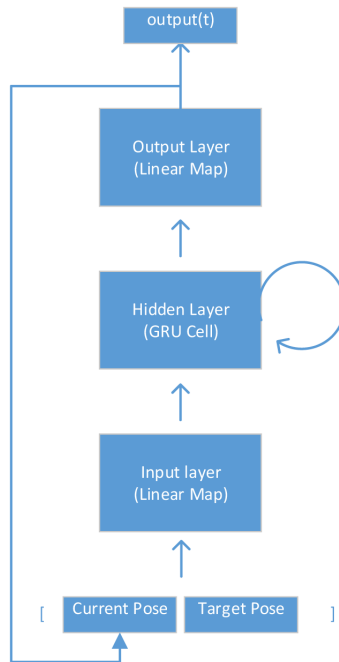 output(t)
Output Layer
(Linear Map)
Hidden Layer
(GRU Cell)
Input layer
(Linear Map)
[ Current Pose Target Pose ]